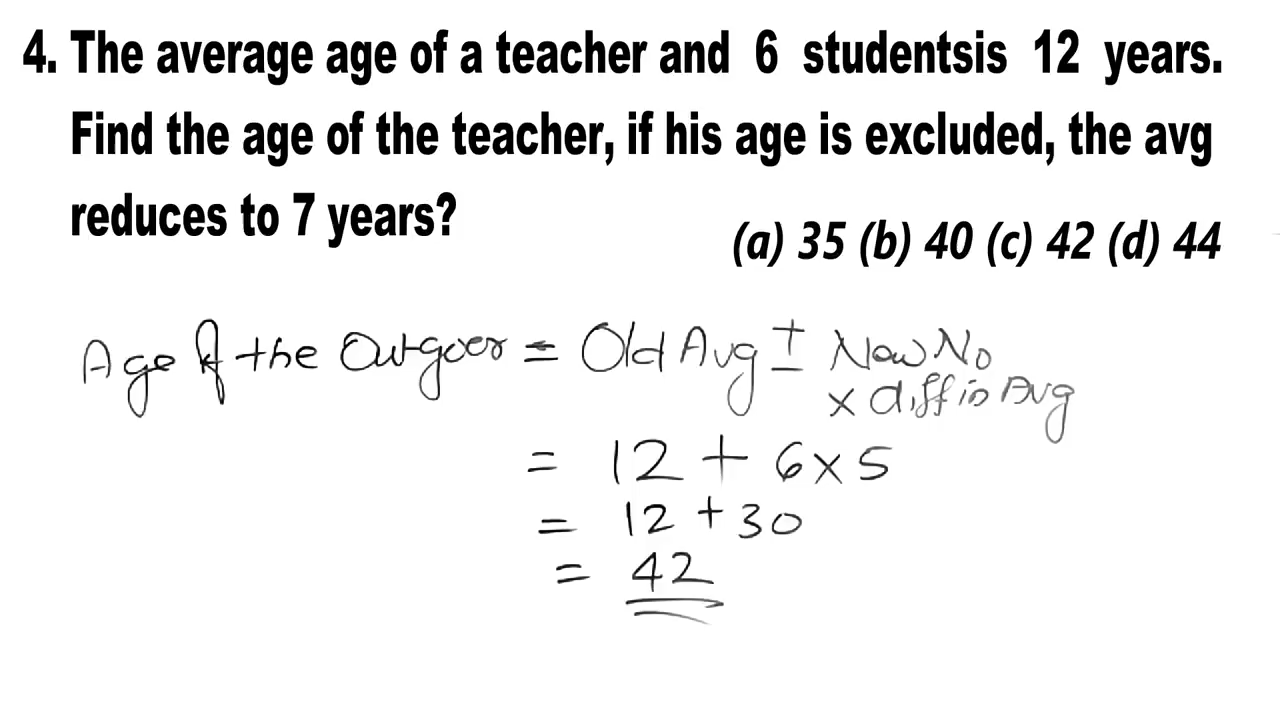 4. The average age of a teacher and 6 studentsis 12 years.
Find the age of the teacher, if his age is excluded, the avg
reduces to 7 years?
(a) 35 (b) 40 (c) 42 (d) 44
Age of the Outgoer = Old Avg ± New No
x diff in Avg
= 12 + 6 x 5
= 12 + 30
= 42